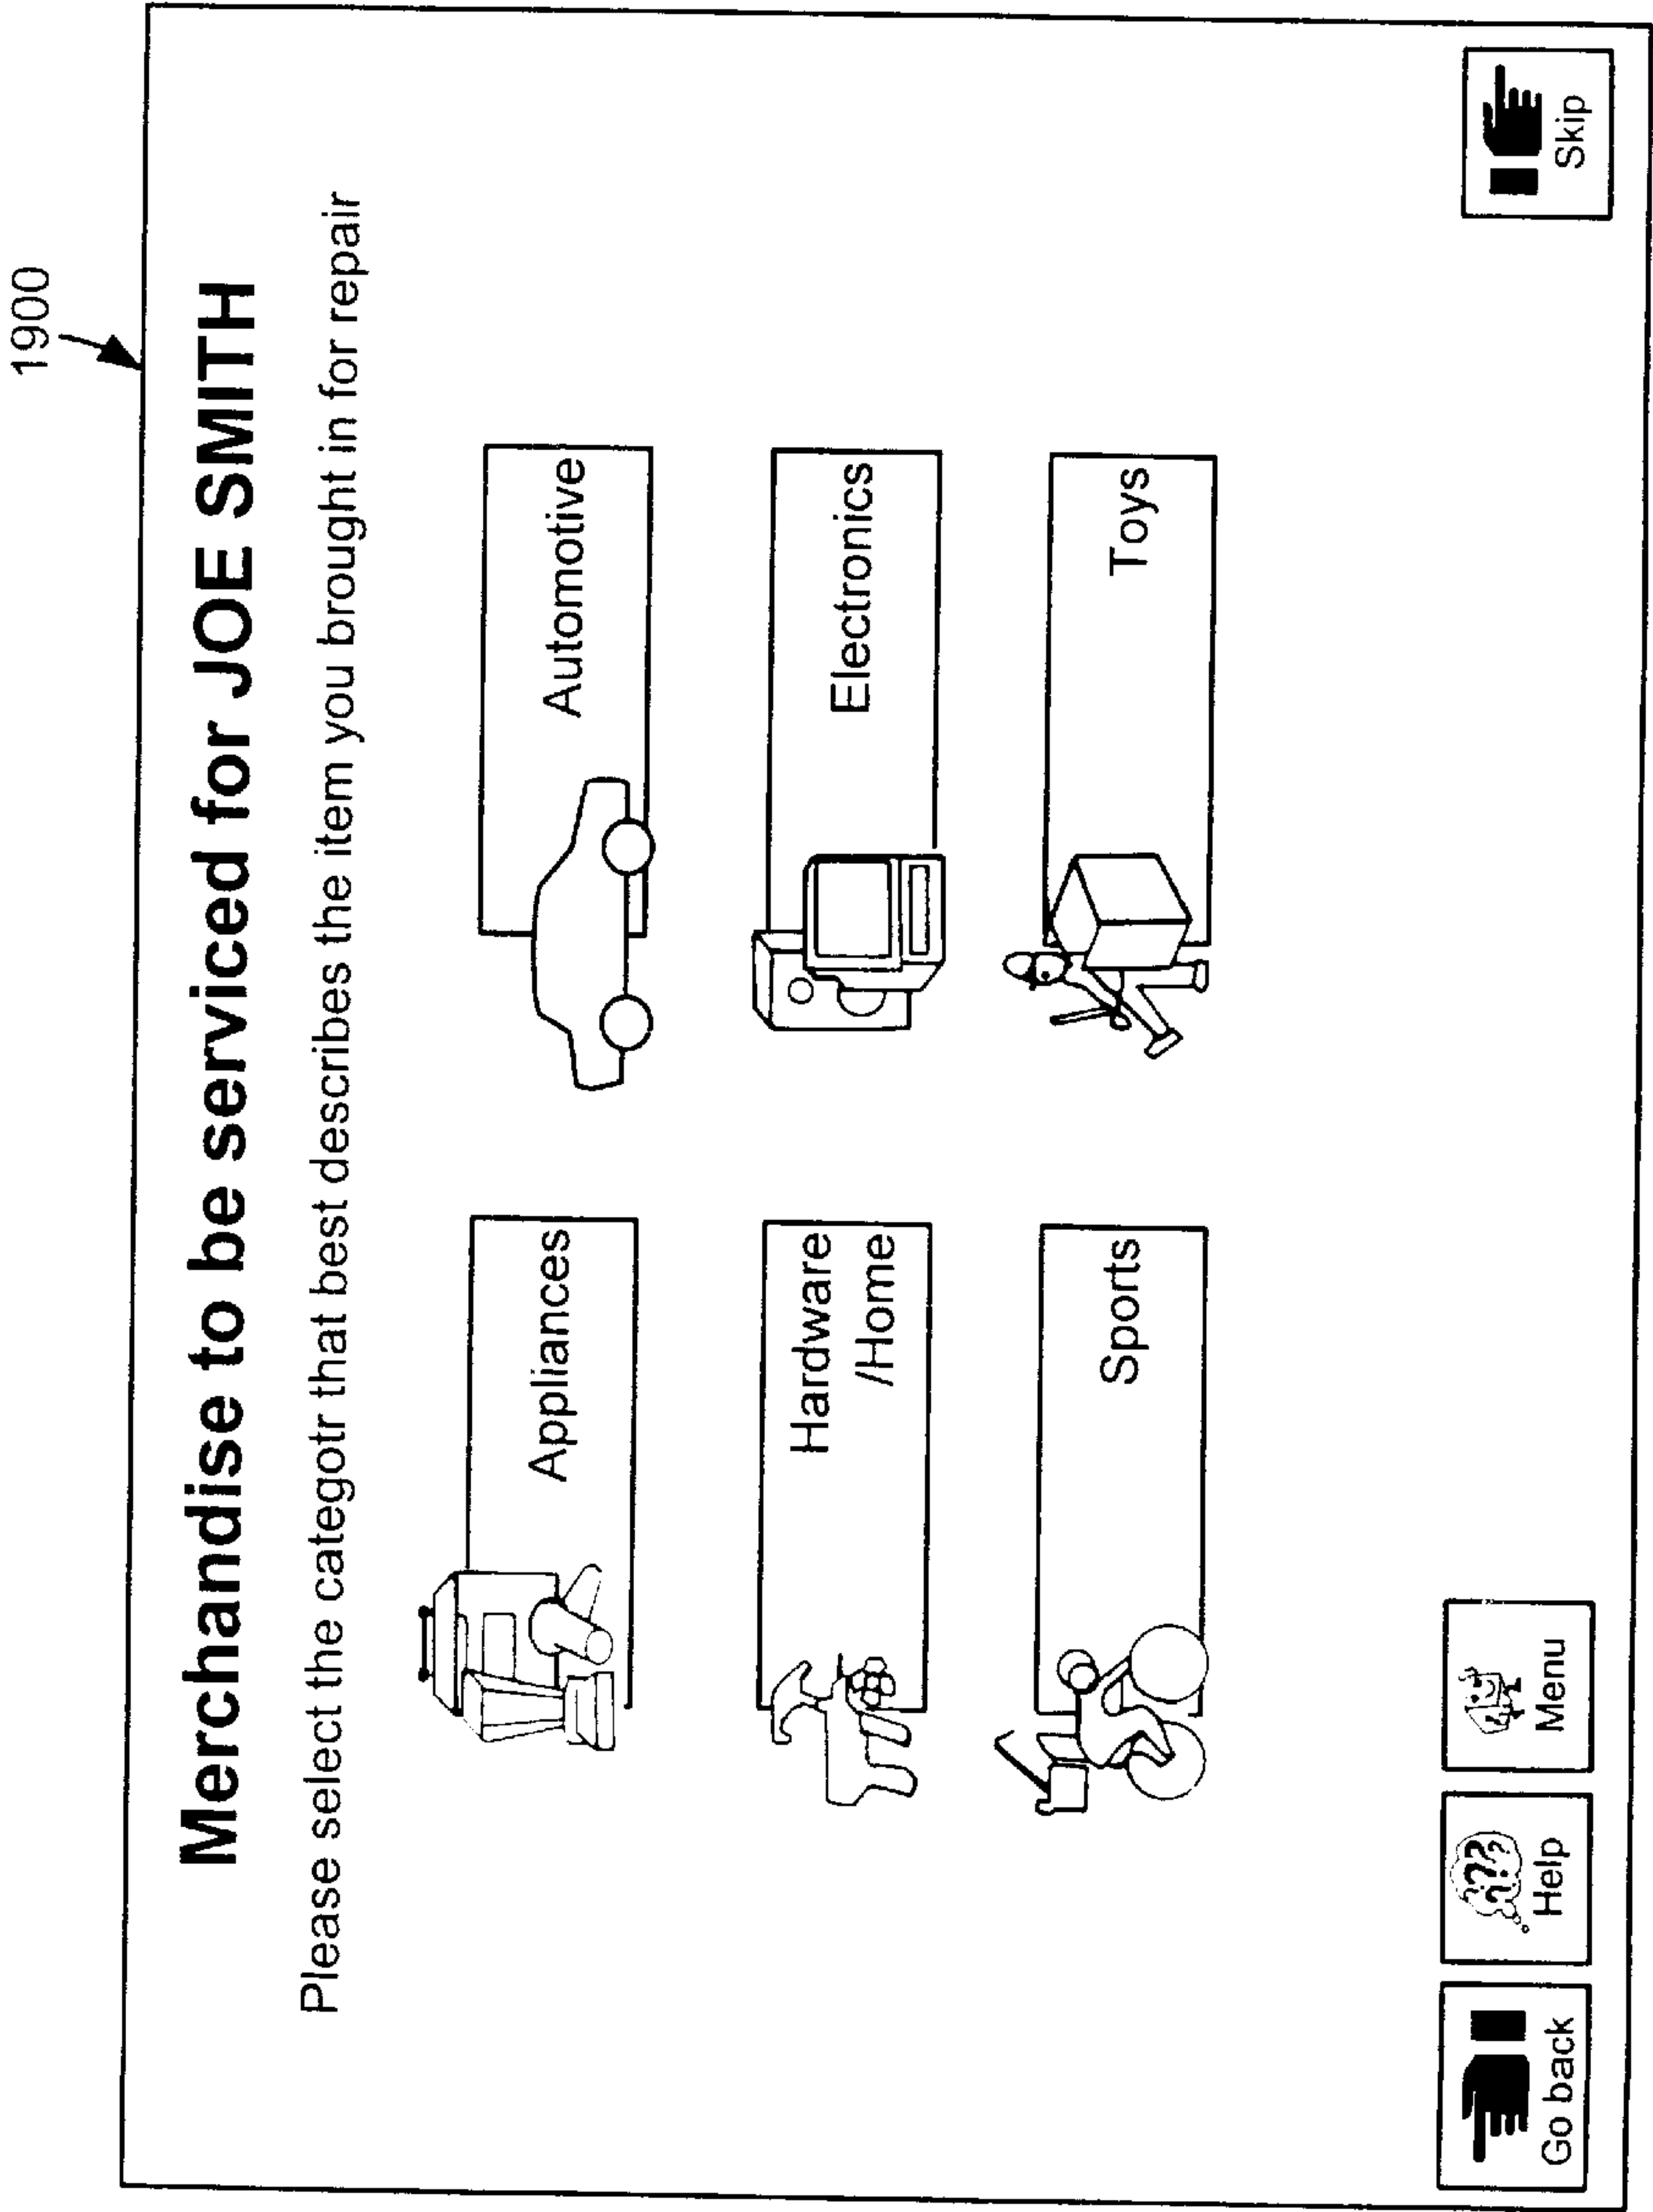 1900
Merchandise to be serviced for JOE SMITH
Please select the categotr that best describes the item you brought in for repair
Appliances
Automotive
Hardware
/Home
Electronics
Sports
Toys
Go back
Help
???
Menu
Skip